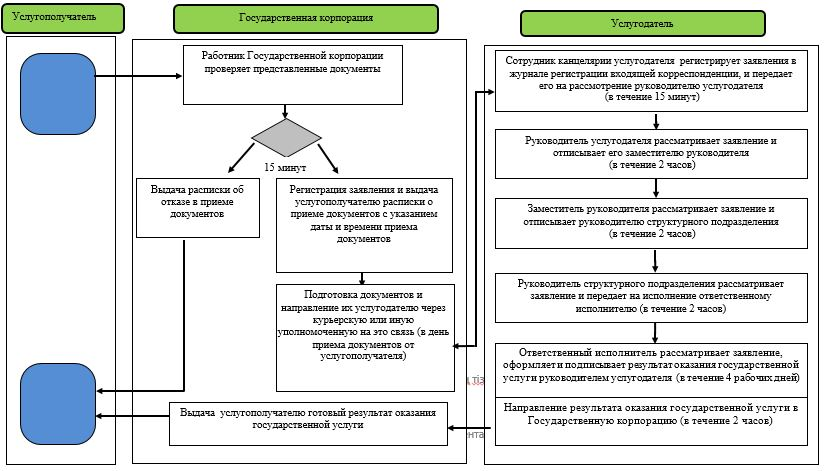 Услугополучатель
Государственная корпорация
Услугодатель
Работник Государственной корпорации
проверяет представленные документы
15 минут
Выдача расписки об
отказе в приеме
документов
Регистрация заявления и выдача
услугополучателю расписки о
приеме документов с указанием
даты и времени приема
документов
Подготовка документов и
направление их услугодателю через
курьерскую или иную
уполномоченную на это связь (в день
приема документов от
услугополучателя)
Выдача услугополучателю готовый результат оказания
государственной услуги
Сотрудник канцелярии услугодателя регистрирует заявления в
журнале регистрации входящей корреспонденции, и передает
его на рассмотрение руководителю услугодателя
(в течение 15 минут)
Руководитель услугодателя рассматривает заявление и
отписывает его заместителю руководителя
(в течение 2 часов)
Заместитель руководителя рассматривает заявление и
отписывает руководителю структурного подразделения
(в течение 2 часов)
Руководитель структурного подразделения рассматривает
заявление и передает на исполнение ответственному
исполнителю (в течение 2 часов)
Ответственный исполнитель рассматривает заявление,
оформляет и подписывает результат оказания государственной
услуги руководителем услугодателя (в течение 4 рабочих дней)
Направление результата оказания государственной услуги в
Государственную корпорацию (в течение 2 часов)